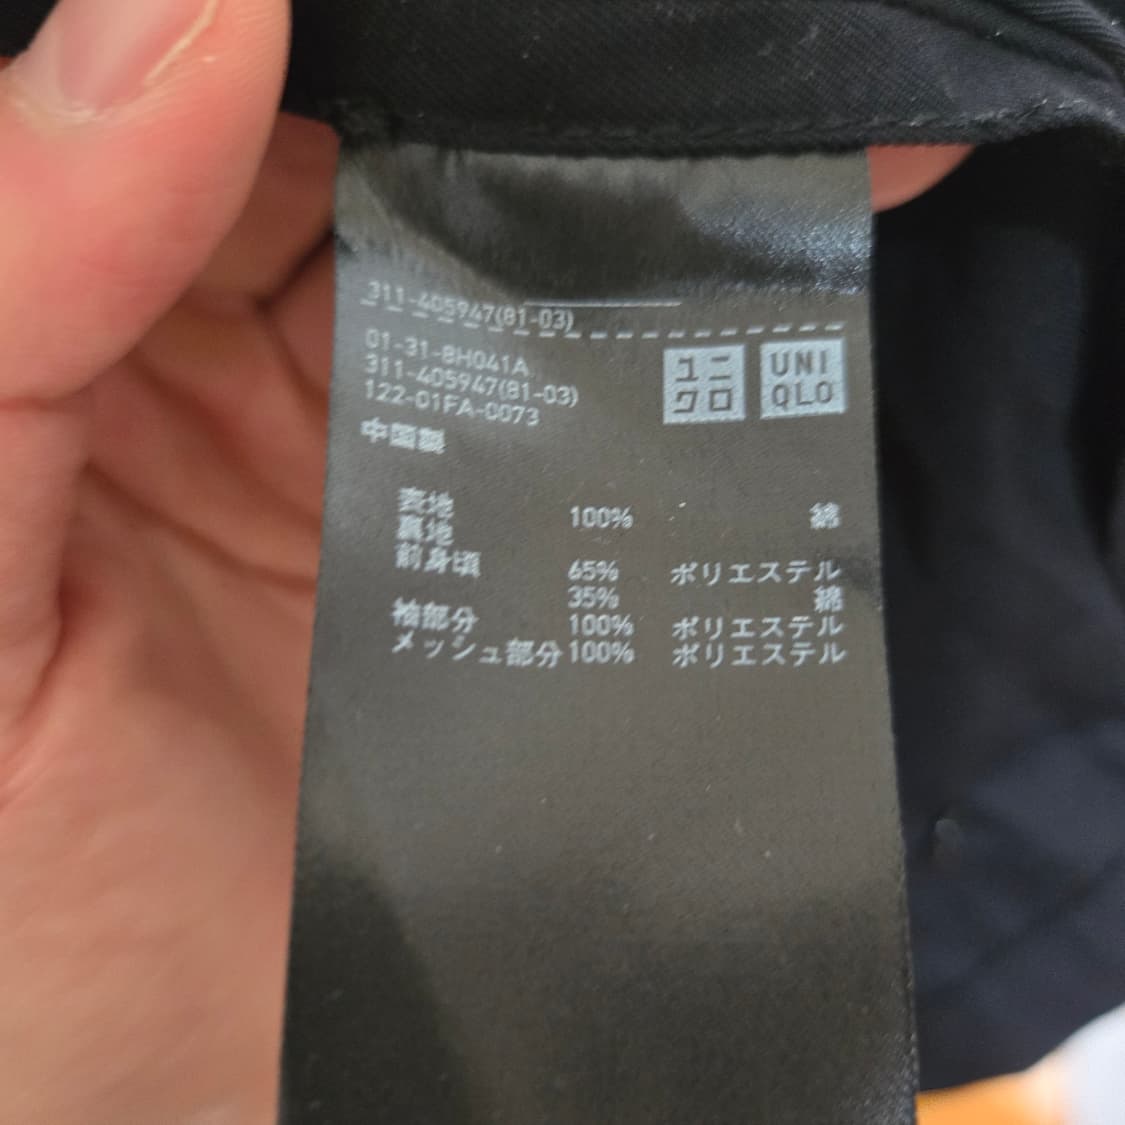 311-405947(81-03)
01-31-8H041A
311-405947(81-03)
122-01FA-0073
中国製
ユニ
クロ
UNI
QLO
表地 100% 綿
裏地
前身頃 65% ポリエステル
35% 綿
袖部分 100% ポリエステル
メッシュ部分 100% ポリエステル